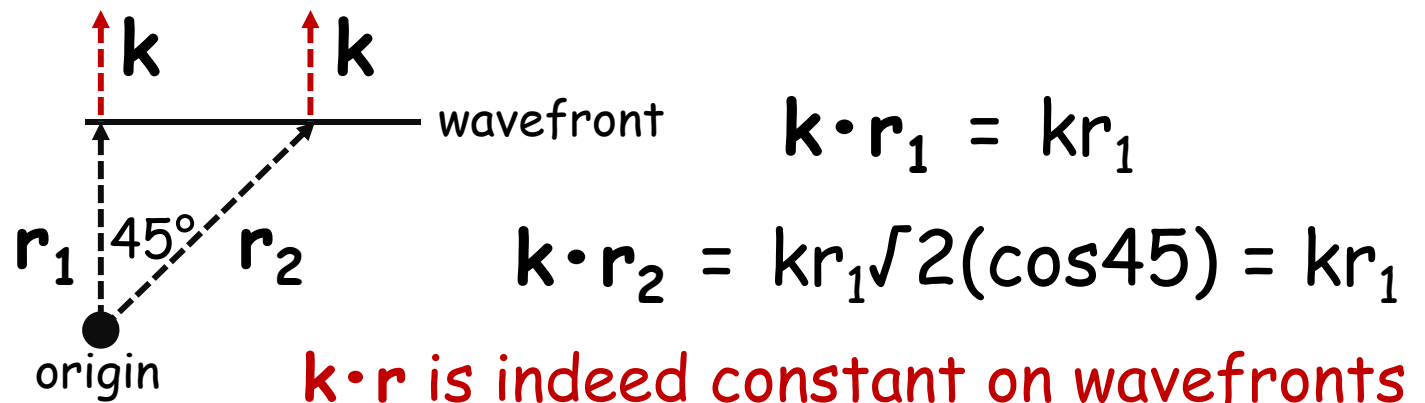 k k
wavefront
k·r₁ = kr₁
r₁ 45° r₂
k·r₂ = kr₁√2(cos45) = kr₁
origin
k·r is indeed constant on wavefronts